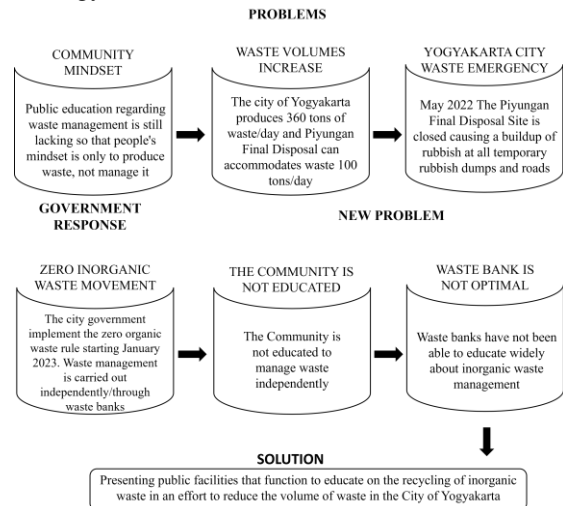 PROBLEMS
COMMUNITY
MINDSET
Public education regarding
waste management is still
lacking so that people's
mindset is only to produce
waste, not manage it
WASTE VOLUMES
INCREASE
The city of Yogyakarta
produces 360 tons of
waste/day and Piyungan
Final Disposal can
accommodates waste 100
tons/day
YOGYAKARTA CITY
WASTE EMERGENCY
May 2022 The Piyungan
Final Disposal Site is
closed causing a buildup of
rubbish at all temporary
rubbish dumps and roads
GOVERNMENT
RESPONSE
NEW PROBLEM
ZERO INORGANIC
WASTE MOVEMENT
The city government
implement the zero organic
waste rule starting January
2023. Waste management
is carried out
independently/through
waste banks
THE COMMUNITY IS
NOT EDUCATED
The Community is
not educated to
manage waste
independently
WASTE BANK IS
NOT OPTIMAL
Waste banks have not been
able to educate widely
about inorganic waste
management
SOLUTION
Presenting public facilities that function to educate on the recycling of inorganic
waste in an effort to reduce the volume of waste in the City of Yogyakarta